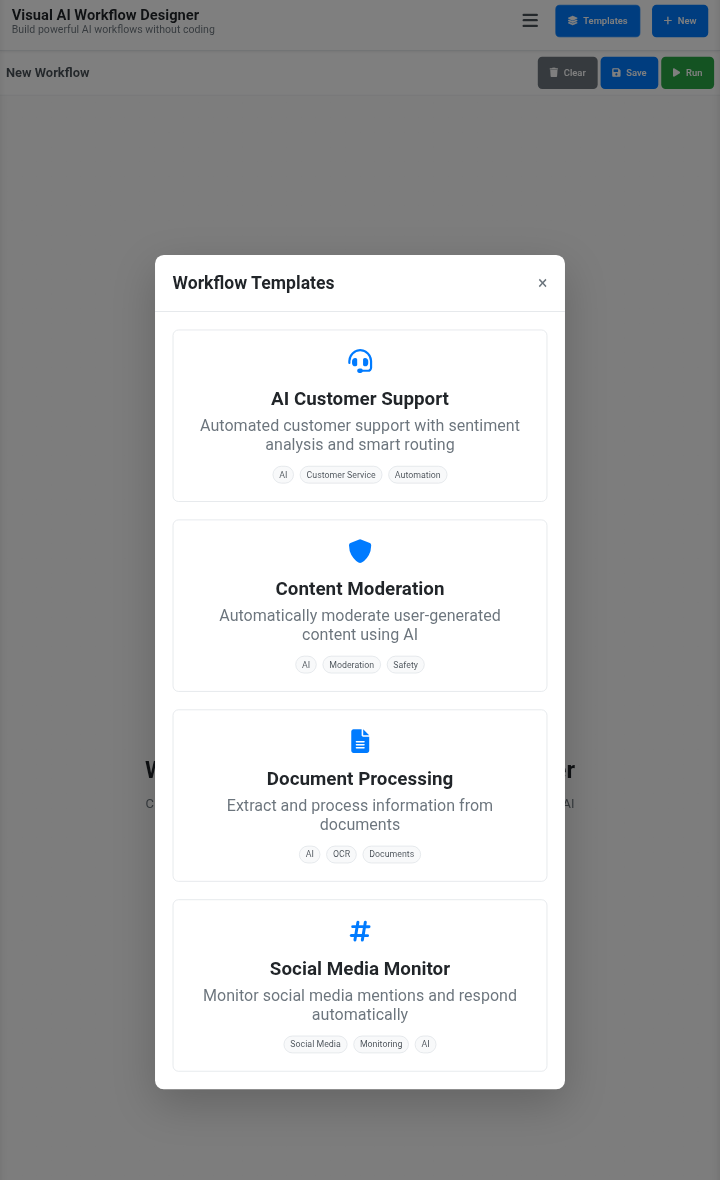 Visual AI Workflow Designer
Build powerful AI workflows without coding
Templates
New
New Workflow
Clear
Save
Run
Workflow Templates
×
AI Customer Support
Automated customer support with sentiment
analysis and smart routing
AI
Customer Service
Automation
Content Moderation
Automatically moderate user-generated
content using AI
AI
Moderation
Safety
Document Processing
Extract and process information from
documents
AI
OCR
Documents
Social Media Monitor
Monitor social media mentions and respond
automatically
Social Media
Monitoring
AI